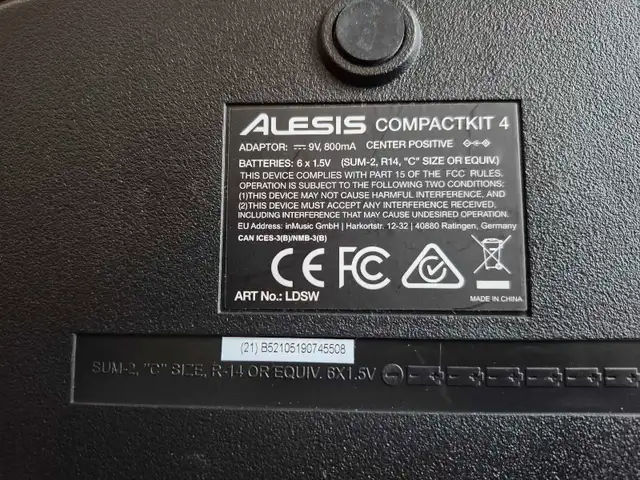 ALESIS COMPACTKIT 4
ADAPTOR: 9V, 800mA CENTER POSITIVE
BATTERIES: 6 x 1.5V (SUM-2, R14, "C" SIZE OR EQUIV.)
THIS DEVICE COMPLIES WITH PART 15 OF THE FCC RULES.
OPERATION IS SUBJECT TO THE FOLLOWING TWO CONDITIONS:
(1)THIS DEVICE MAY NOT CAUSE HARMFUL INTERFERENCE, AND
(2)THIS DEVICE MUST ACCEPT ANY INTERFERENCE RECEIVED,
INCLUDING INTERFERENCE THAT MAY CAUSE UNDESIRED OPERATION.
EU Address: inMusic GmbH | Harkortstr. 12-32 | 40880 Ratingen, Germany
CAN ICES-3(B)/NMB-3(B)
CE FC
ART No.: LDSW MADE IN CHINA
(21) B52105190745508
SUM-2, "C" SIZE, R-14 OR EQUIV. 6X1.5V